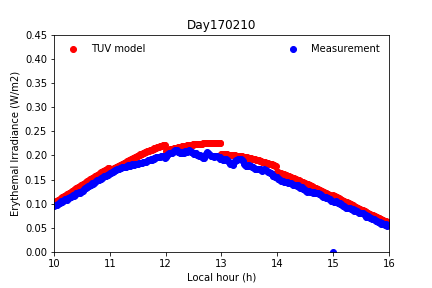 Day170210
TUV model
Measurement
0.45
0.40
0.35
0.30
0.25
0.20
0.15
0.10
0.05
0.00
Erythemal Irradiance (W/m2)
10 11 12 13 14 15 16
Local hour (h)